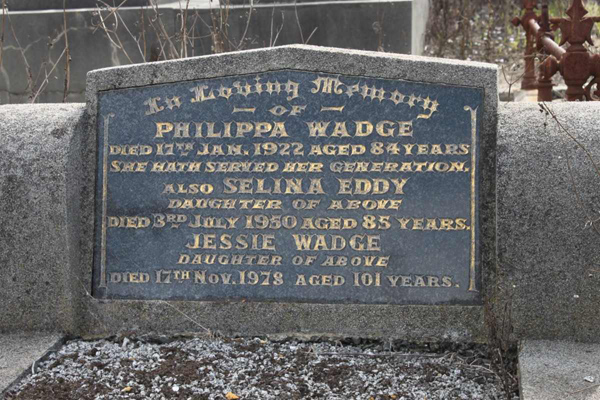 In Loving Memory
— OF —
PHILIPPA WADGE
DIED 17TH JAN. 1922 AGED 84 YEARS
SHE HATH SERVED HER GENERATION.
ALSO SELINA EDDY
DAUGHTER OF ABOVE
DIED 3RD JULY 1950 AGED 85 YEARS.
JESSIE WADGE
DAUGHTER OF ABOVE
DIED 17TH NOV. 1978 AGED 101 YEARS.